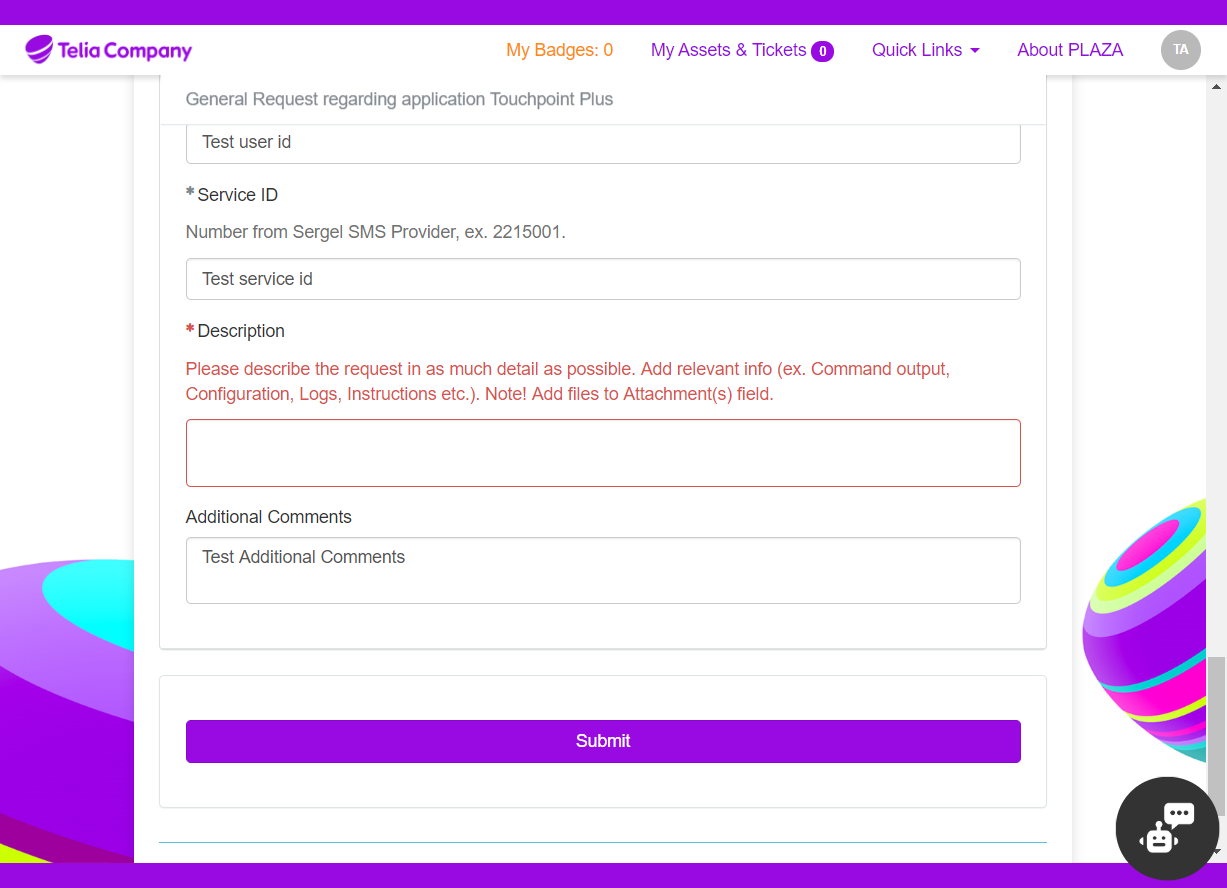 Telia Company
My Badges: 0
My Assets & Tickets 0
Quick Links
About PLAZA
TA
General Request regarding application Touchpoint Plus
Test user id
* Service ID
Number from Sergel SMS Provider, ex. 2215001.
Test service id
* Description
Please describe the request in as much detail as possible. Add relevant info (ex. Command output,
Configuration, Logs, Instructions etc.). Note! Add files to Attachment(s) field.
Additional Comments
Test Additional Comments
Submit